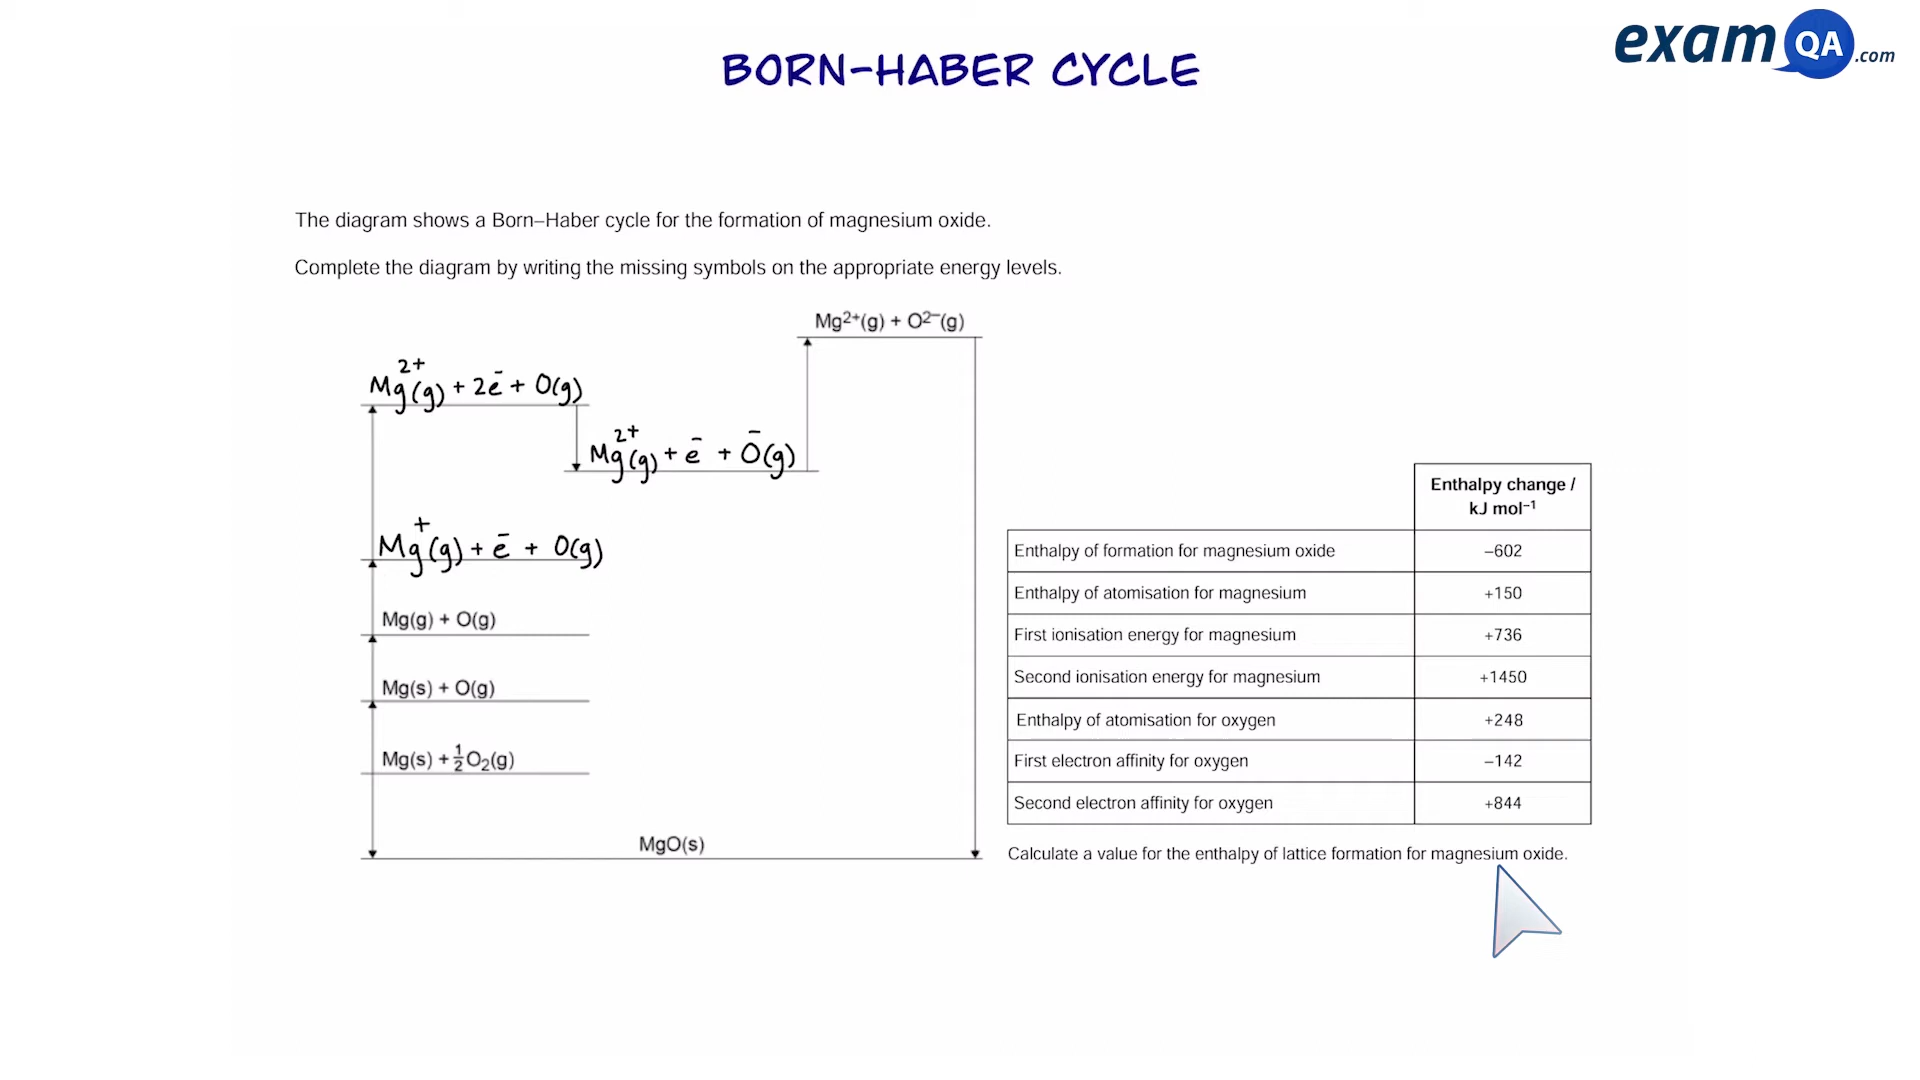 BORN-HABER CYCLE
examQA.com
The diagram shows a Born–Haber cycle for the formation of magnesium oxide.
Complete the diagram by writing the missing symbols on the appropriate energy levels.
Mg²⁺(g) + O²⁻(g)
Mg²⁺(g) + 2e⁻ + O(g)
Mg²⁺(g) + e⁻ + O⁻(g)
Mg⁺(g) + e⁻ + O(g)
Mg(g) + O(g)
Mg(s) + O(g)
Mg(s) + ½O₂(g)
MgO(s)
Enthalpy change /
kJ mol⁻¹
Enthalpy of formation for magnesium oxide –602
Enthalpy of atomisation for magnesium +150
First ionisation energy for magnesium +736
Second ionisation energy for magnesium +1450
Enthalpy of atomisation for oxygen +248
First electron affinity for oxygen –142
Second electron affinity for oxygen +844
Calculate a value for the enthalpy of lattice formation for magnesium oxide.